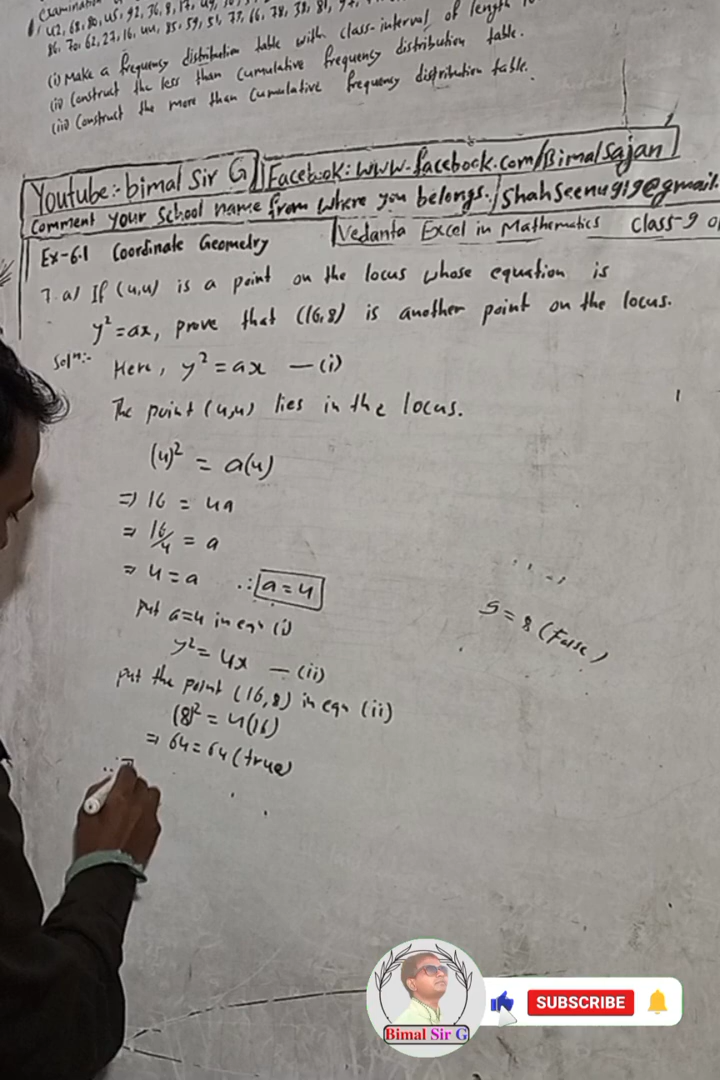 Examination
42, 68, 80, 45, 92, 36, 8, 17, 49,
86, 70, 62, 27, 16, 44, 85, 59, 51, 77, 66, 78, 38, 81,
(i) Make a frequency distribution table with class-interval of length
(ii) Construct the less than cumulative frequency distribution table.
(iii) Construct the more than cumulative frequency distribution table.
Youtube:- bimal Sir G Facebook: www.facebook.com/Bimalsajan
Comment your School name from where you belongs. / Shahseenu919@gmail.
Ex-6.1 Coordinate Geometry Vedanta Excel in Mathematics Class-9
7. a) If (4,4) is a point on the locus whose equation is
y² = ax, prove that (16,8) is another point on the locus.
Solⁿ:- Here, y² = ax — (i)
The point (4,4) lies in the locus.
(4)² = a(4)
⇒ 16 = 4a
⇒ 16/4 = a
⇒ 4 = a ∴ a = 4
Put a=4 in eqn (i)
y² = 4x — (ii)
Put the point (16,8) in eqn (ii)
(8)² = 4(16)
⇒ 64 = 64 (true)
5 = 8 (False)
Bimal Sir G
SUBSCRIBE